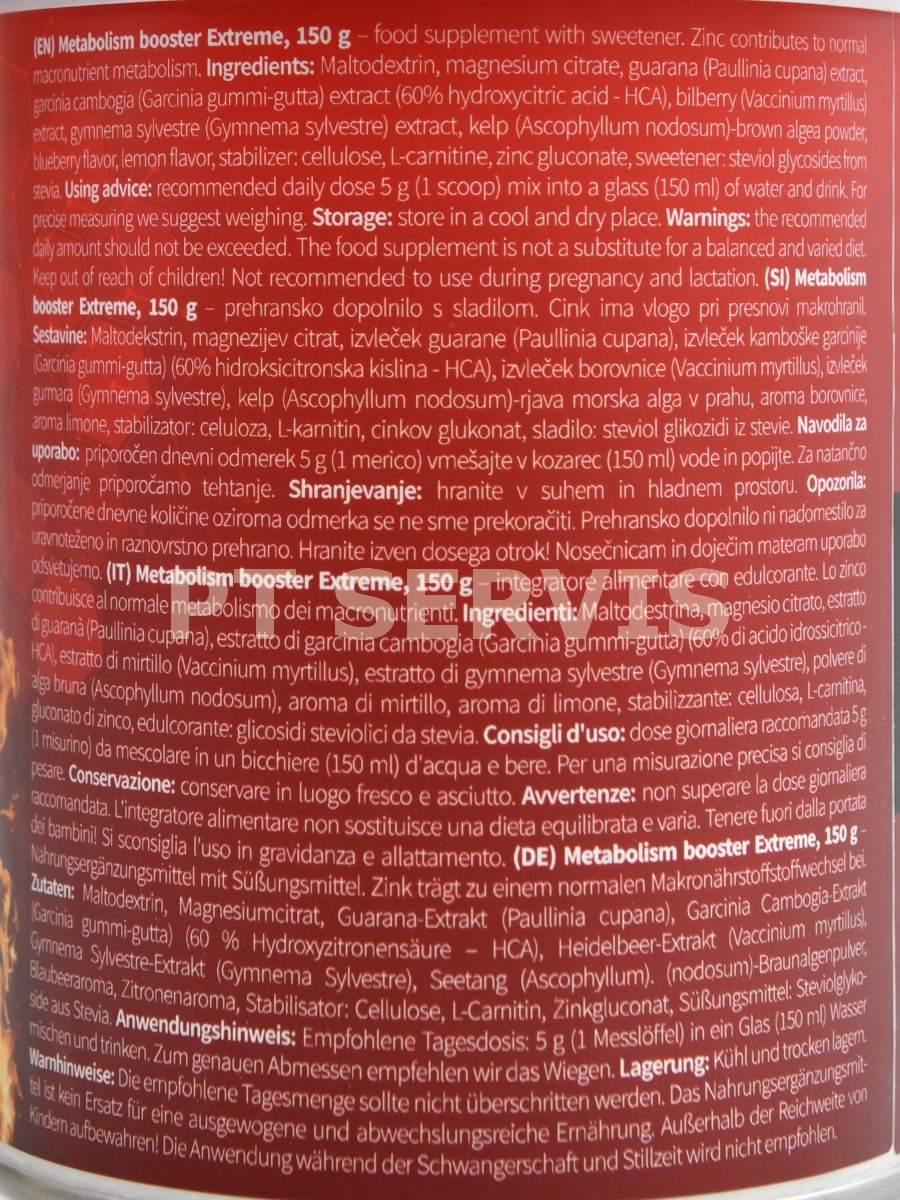 (EN) Metabolism booster Extreme, 150 g – food supplement with sweetener. Zinc contributes to normal
macronutrient metabolism. Ingredients: Maltodextrin, magnesium citrate, guarana (Paullinia cupana) extract,
garcinia cambogia (Garcinia gummi-gutta) extract (60% hydroxycitric acid - HCA), bilberry (Vaccinium myrtillus)
extract, gymnema sylvestre (Gymnema sylvestre) extract, kelp (Ascophyllum nodosum)-brown algea powder,
blueberry flavor, lemon flavor, stabilizer: cellulose, L-carnitine, zinc gluconate, sweetener: steviol glycosides from
stevia. Using advice: recommended daily dose 5 g (1 scoop) mix into a glass (150 ml) of water and drink. For
precise measuring we suggest weighing. Storage: store in a cool and dry place. Warnings: the recommended
daily amount should not be exceeded. The food supplement is not a substitute for a balanced and varied diet.
Keep out of reach of children! Not recommended to use during pregnancy and lactation. (SI) Metabolism
booster Extreme, 150 g – prehransko dopolnilo s sladilom. Cink ima vlogo pri presnovi makrohranil.
Sestavine: Maltodekstrin, magnezijev citrat, izvleček guarane (Paullinia cupana), izvleček kamboške garcinije
(Garcinia gummi-gutta) (60% hidroksicitronska kislina - HCA), izvleček borovnice (Vaccinium myrtillus), izvleček
gurmara (Gymnema sylvestre), kelp (Ascophyllum nodosum)-rjava morska alga v prahu, aroma borovnice,
aroma limone, stabilizator: celuloza, L-karnitin, cinkov glukonat, sladilo: steviol glikozidi iz stevie. Navodila za
uporabo: priporočen dnevni odmerek 5 g (1 merico) vmešajte v kozarec (150 ml) vode in popijte. Za natančno
odmerjanje priporočamo tehtanje. Shranjevanje: hranite v suhem in hladnem prostoru. Opozorila:
priporočene dnevne količine oziroma odmerka se ne sme prekoračiti. Prehransko dopolnilo ni nadomestilo za
uravnoteženo in raznovrstno prehrano. Hranite izven dosega otrok! Nosečnicam in doječim materam uporabo
odsvetujemo. (IT) Metabolism booster Extreme, 150 g – integratore alimentare con edulcorante. Lo zinco
contribuisce al normale metabolismo dei macronutrienti. Ingredienti: Maltodestrina, magnesio citrato, estratto
PT SERVIS
di guaranà (Paullinia cupana), estratto di garcinia cambogia (Garcinia gummi-gutta) (60% di acido idrossicitrico-
HCA), estratto di mirtillo (Vaccinium myrtillus), estratto di gymnema sylvestre (Gymnema sylvestre), polvere di
alga bruna (Ascophyllum nodosum), aroma di mirtillo, aroma di limone, stabilizzante: cellulosa, L-carnitina,
gluconato di zinco, edulcorante: glicosidi steviolici da stevia. Consigli d'uso: dose giornaliera raccomandata 5 g
(1 misurino) da mescolare in un bicchiere (150 ml) d'acqua e bere. Per una misurazione precisa si consiglia di
pesare. Conservazione: conservare in luogo fresco e asciutto. Avvertenze: non superare la dose giornaliera
raccomandata. L'integratore alimentare non sostituisce una dieta equilibrata e varia. Tenere fuori dalla portata
dei bambini! Si sconsiglia l'uso in gravidanza e allattamento. (DE) Metabolism booster Extreme, 150 g –
Nahrungsergänzungsmittel mit Süßungsmittel. Zink trägt zu einem normalen Makronährstoffstoffwechsel bei.
Zutaten: Maltodextrin, Magnesiumcitrat, Guarana-Extrakt (Paullinia cupana), Garcinia Cambogia-Extrakt
(Garcinia gummi-gutta) (60 % Hydroxyzitronensäure – HCA), Heidelbeer-Extrakt (Vaccinium myrtillus),
Gymnema Sylvestre-Extrakt (Gymnema Sylvestre), Seetang (Ascophyllum). (nodosum)-Braunalgenpulver,
Blaubeeraroma, Zitronenaroma, Stabilisator: Cellulose, L-Carnitin, Zinkgluconat, Süßungsmittel: Steviolglyko-
side aus Stevia. Anwendungshinweis: Empfohlene Tagesdosis: 5 g (1 Messlöffel) in ein Glas (150 ml) Wasser
mischen und trinken. Zum genauen Abmessen empfehlen wir das Wiegen. Lagerung: Kühl und trocken lagern.
Warnhinweise: Die empfohlene Tagesmenge sollte nicht überschritten werden. Das Nahrungsergänzungsmit-
tel ist kein Ersatz für eine ausgewogene und abwechslungsreiche Ernährung. Außerhalb der Reichweite von
Kindern aufbewahren! Die Anwendung während der Schwangerschaft und Stillzeit wird nicht empfohlen.